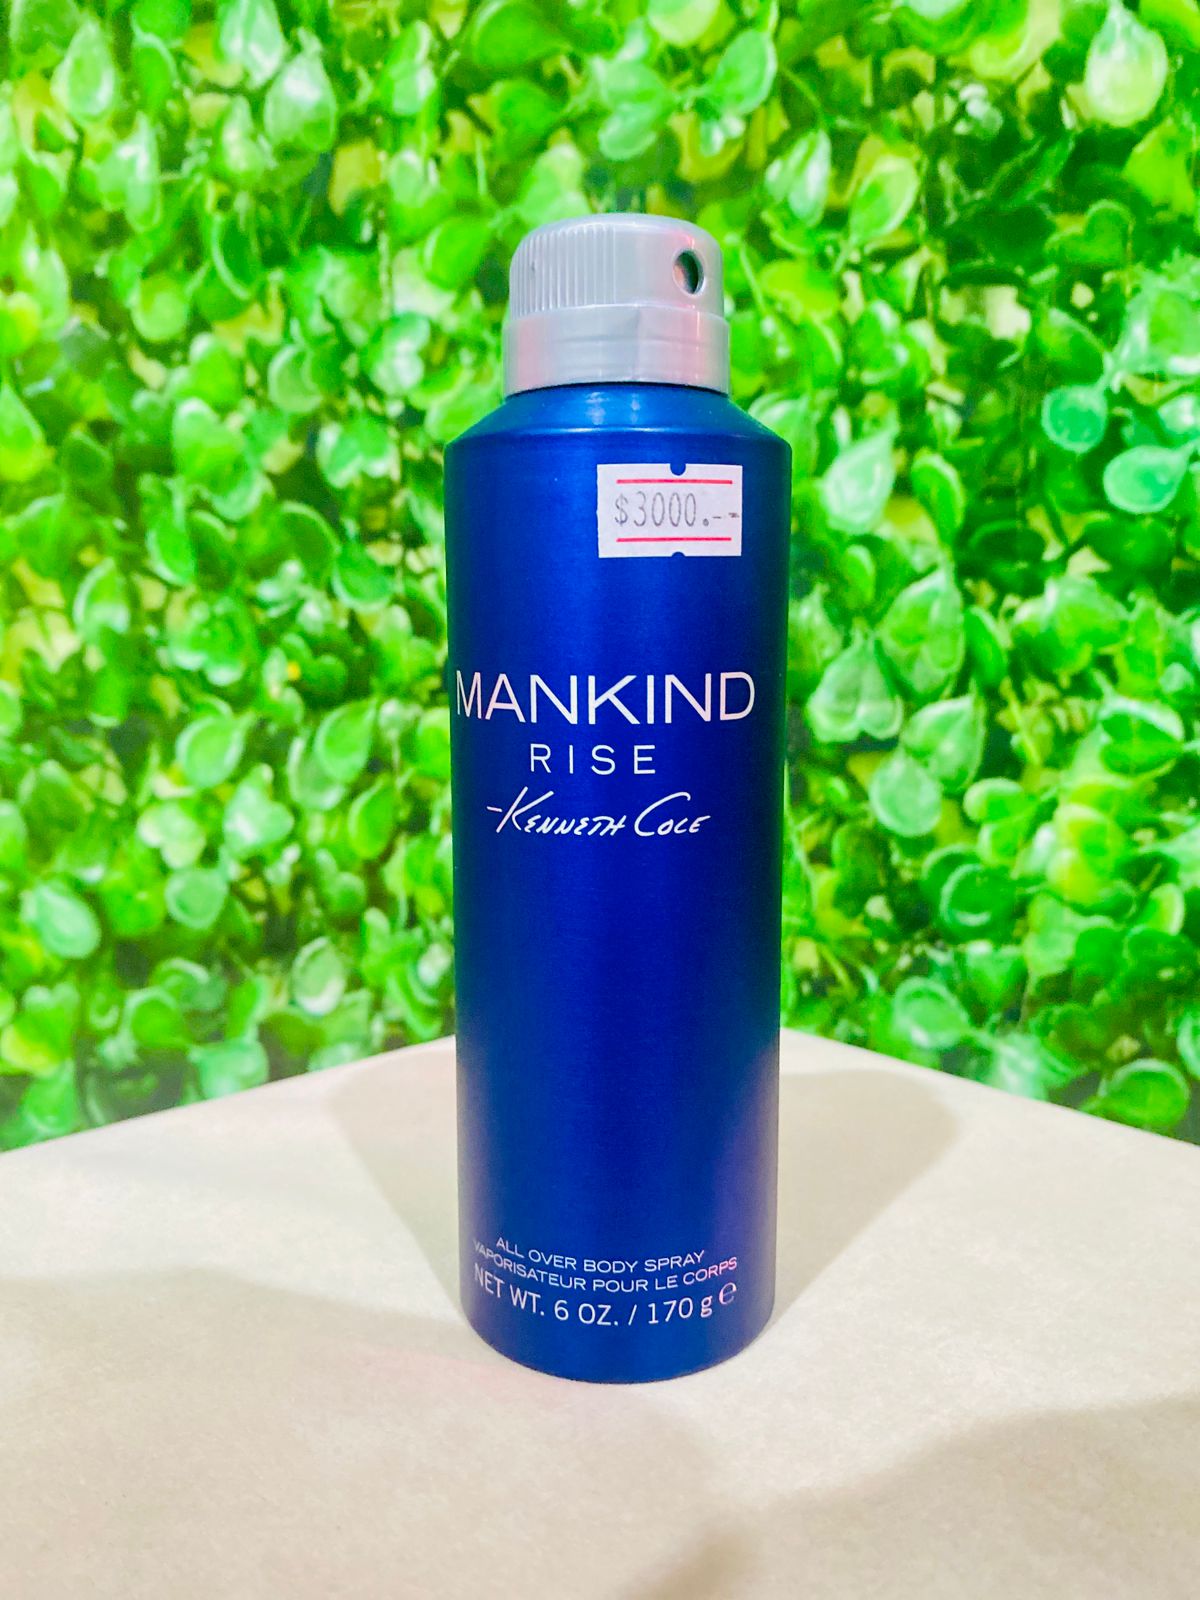 $3000.--
MANKIND
RISE
-KENNETH COLE
ALL OVER BODY SPRAY
VAPORISATEUR POUR LE CORPS
NET WT. 6 OZ. / 170 g ℮